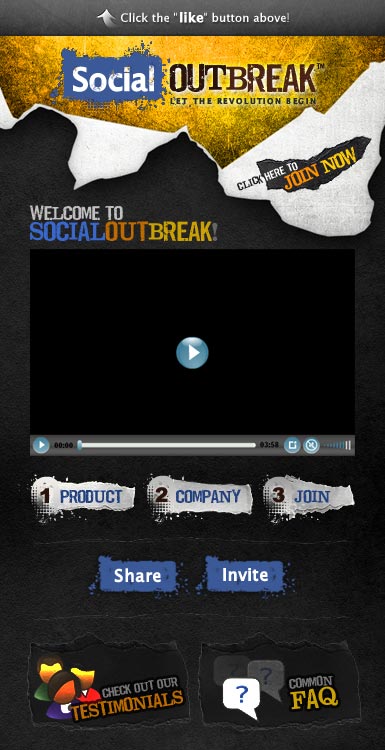 Click the "like" button above!
Social OUTBREAK™
LET THE REVOLUTION BEGIN
CLICK HERE TO JOIN NOW
WELCOME TO
SOCIALOUTBREAK!
00:00 03:58
1 PRODUCT 2 COMPANY 3 JOIN
Share Invite
CHECK OUT OUR
TESTIMONIALS
? ?
?
COMMON
FAQ